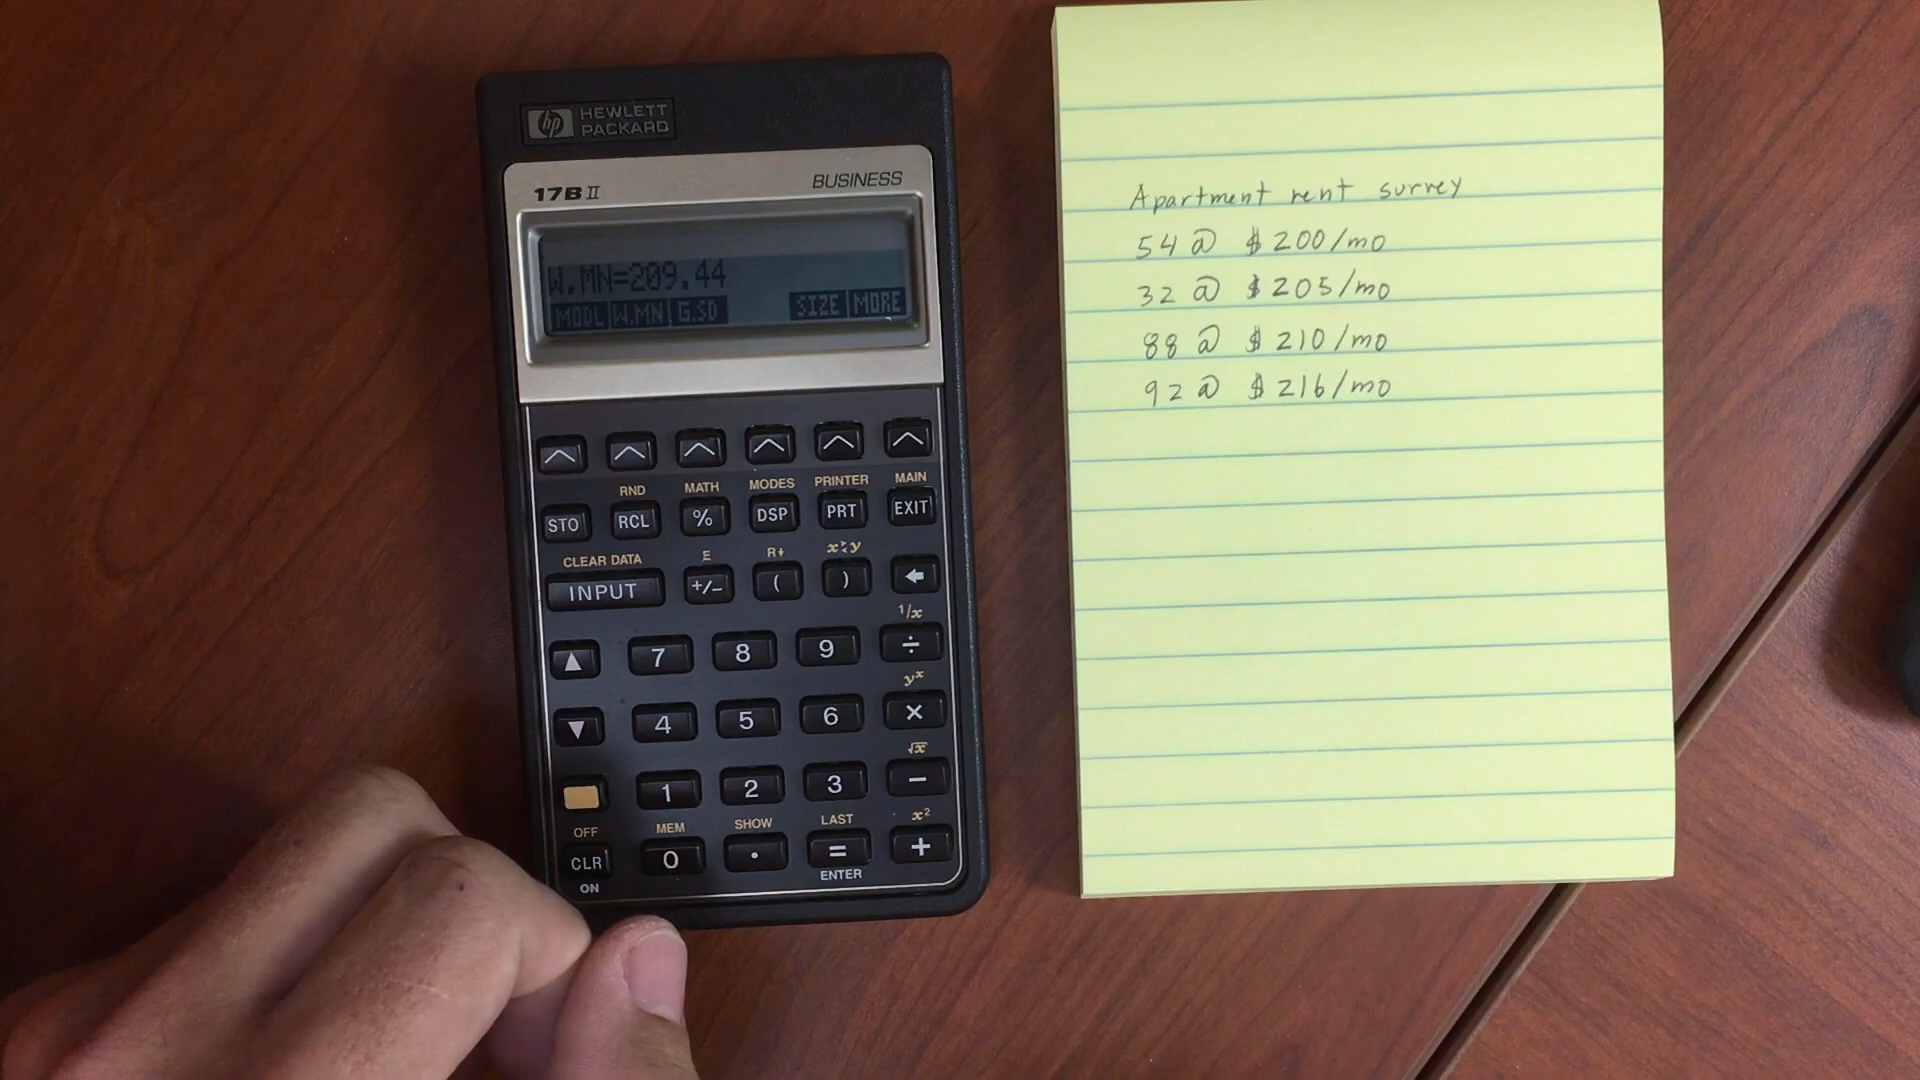 hp HEWLETT
PACKARD
17B II BUSINESS
W.MN=209.44
MODL W.MN G.SD SIZE MORE
RND MATH MODES PRINTER MAIN
STO RCL % DSP PRT EXIT
CLEAR DATA E R↓ x≷y
INPUT +/- ( ) ←
1/x
▲ 7 8 9 ÷
yˣ
▼ 4 5 6 ×
√x
1 2 3 −
OFF MEM SHOW LAST x²
CLR 0 . = +
ON ENTER
Apartment rent survey
54 @ $200/mo
32 @ $205/mo
88 @ $210/mo
92 @ $216/mo